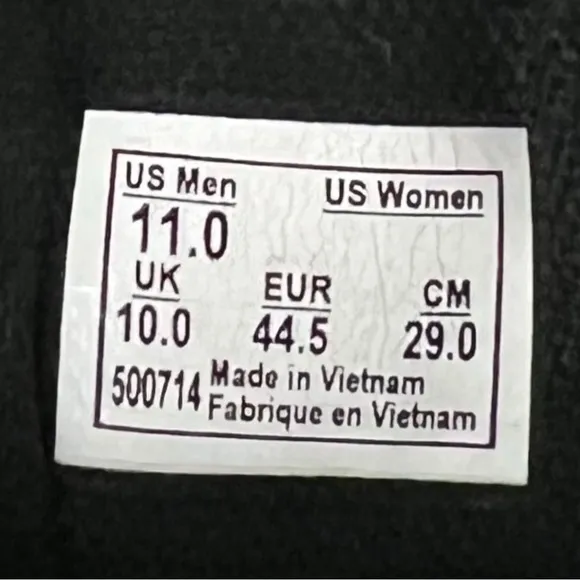 US Men US Women
11.0
UK EUR CM
10.0 44.5 29.0
500714 Made in Vietnam
Fabrique en Vietnam